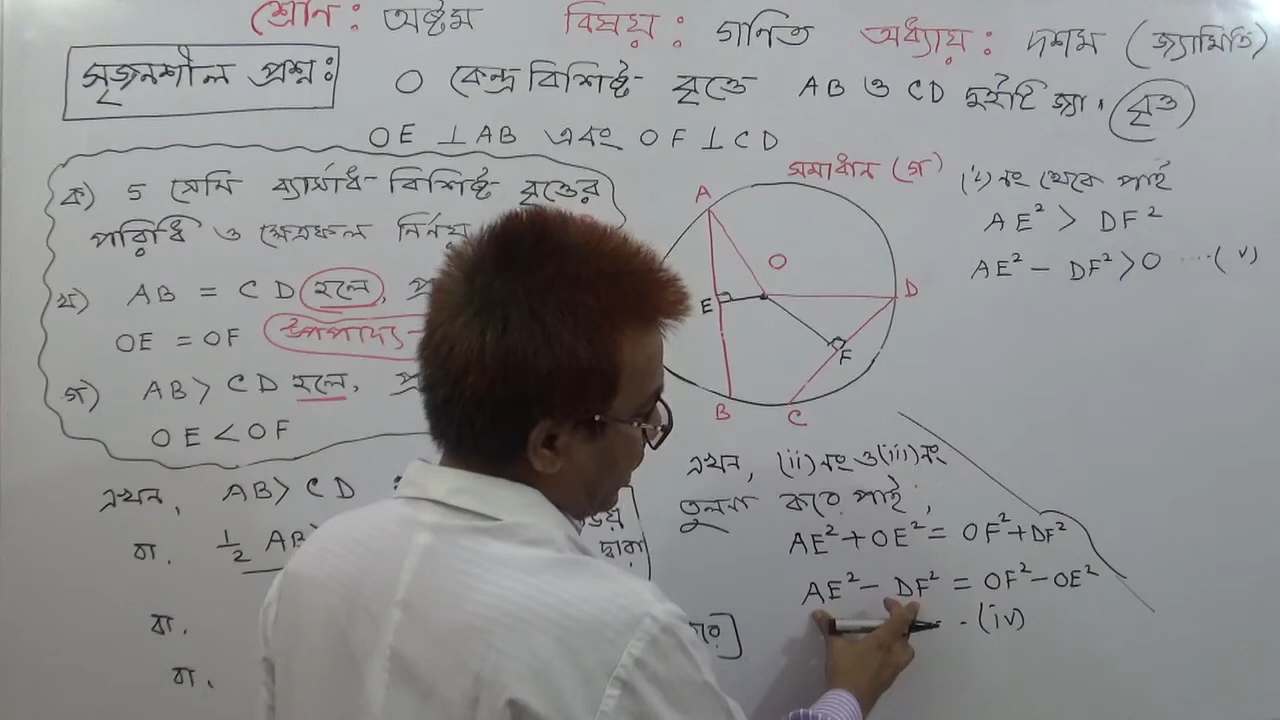 শ্রেণি: অষ্টম বিষয়: গণিত অধ্যায়: দশম (জ্যামিতি)
সৃজনশীল প্রশ্ন: O কেন্দ্র বিশিষ্ট বৃত্তে AB ও CD দুইটি জ্যা। বৃত্ত
OE ⊥ AB এবং OF ⊥ CD
ক) 5 সেমি ব্যাসার্ধ বিশিষ্ট বৃত্তের
পরিধি ও ক্ষেত্রফল নির্ণয়
খ) AB = CD হলে,
OE = OF উপপাদ্য-
গ) AB > CD হলে,
OE < OF
এখন, AB > CD
বা. ½ AB
দ্বারা
বা.
বা.
সমাধান (গ)
A
O
E
D
F
B
C
(i) নং থেকে পাই
AE² > DF²
AE² - DF² > 0 ....(v)
এখন, (ii) নং ও (iii) নং
তুলনা করে পাই,
AE² + OE² = OF² + DF²
AE² - DF² = OF² - OE²
-(iv)